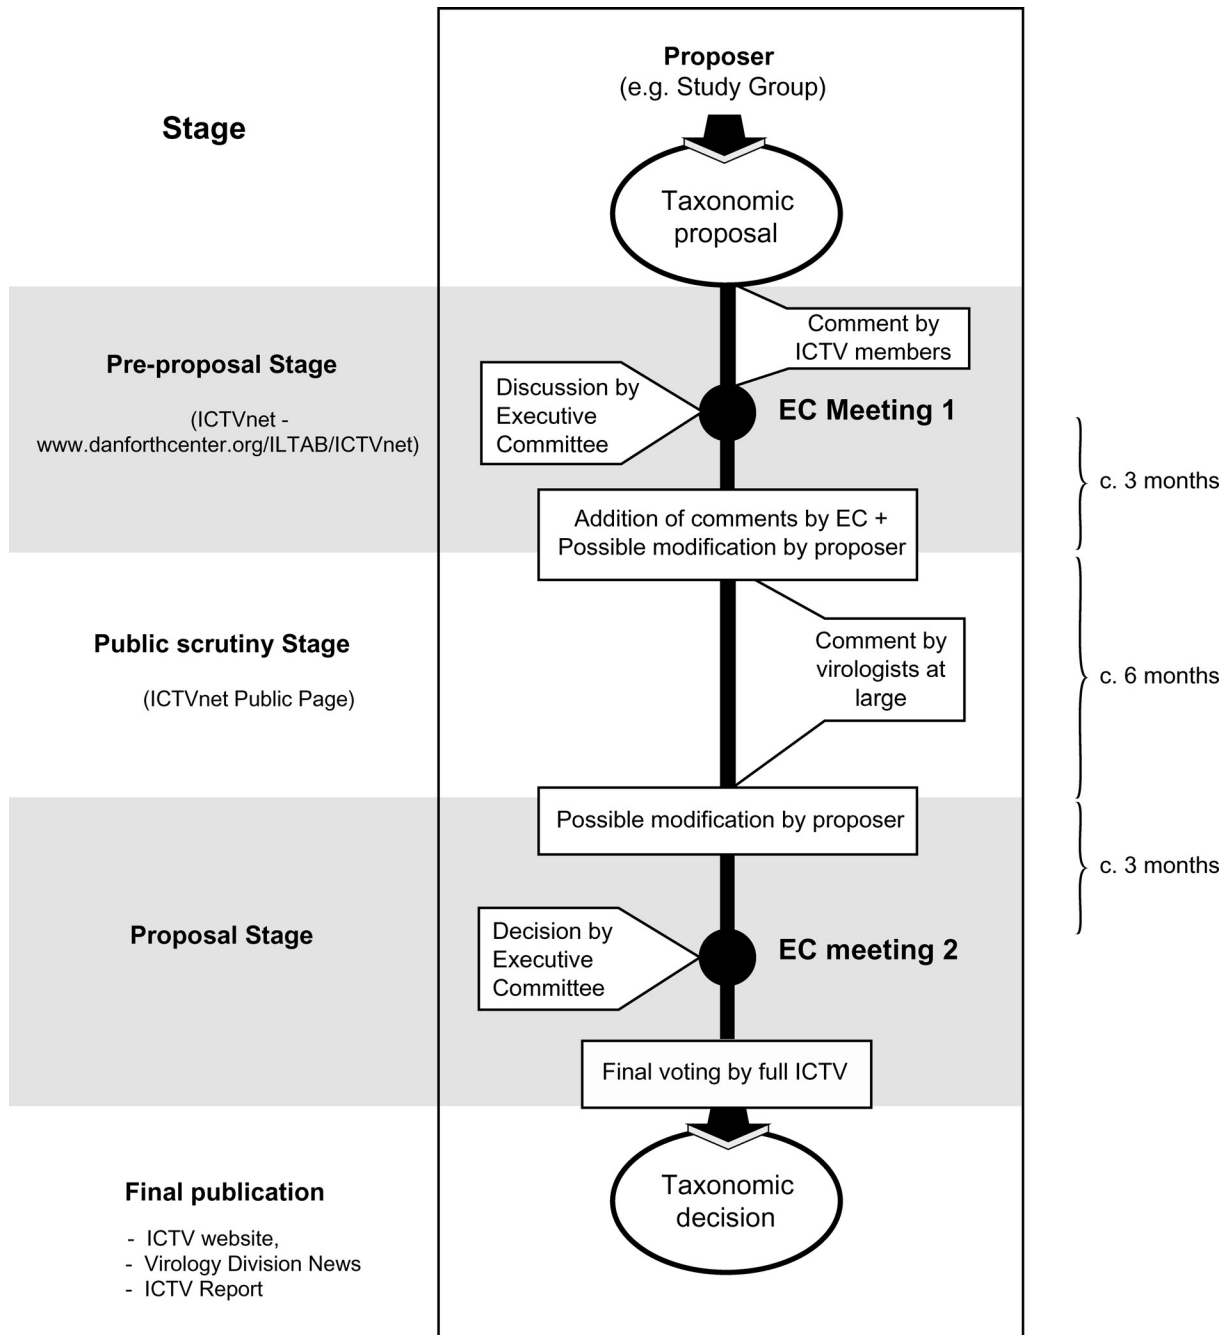 Proposer
(e.g. Study Group)
Stage
Taxonomic
proposal
Comment by
ICTV members
Pre-proposal Stage
(ICTVnet -
www.danforthcenter.org/ILTAB/ICTVnet)
Discussion by
Executive
Committee
EC Meeting 1
c. 3 months
Addition of comments by EC +
Possible modification by proposer
Public scrutiny Stage
(ICTVnet Public Page)
Comment by
virologists at
large
c. 6 months
Possible modification by proposer
c. 3 months
Proposal Stage
Decision by
Executive
Committee
EC meeting 2
Final voting by full ICTV
Taxonomic
decision
Final publication
- ICTV website,
- Virology Division News
- ICTV Report